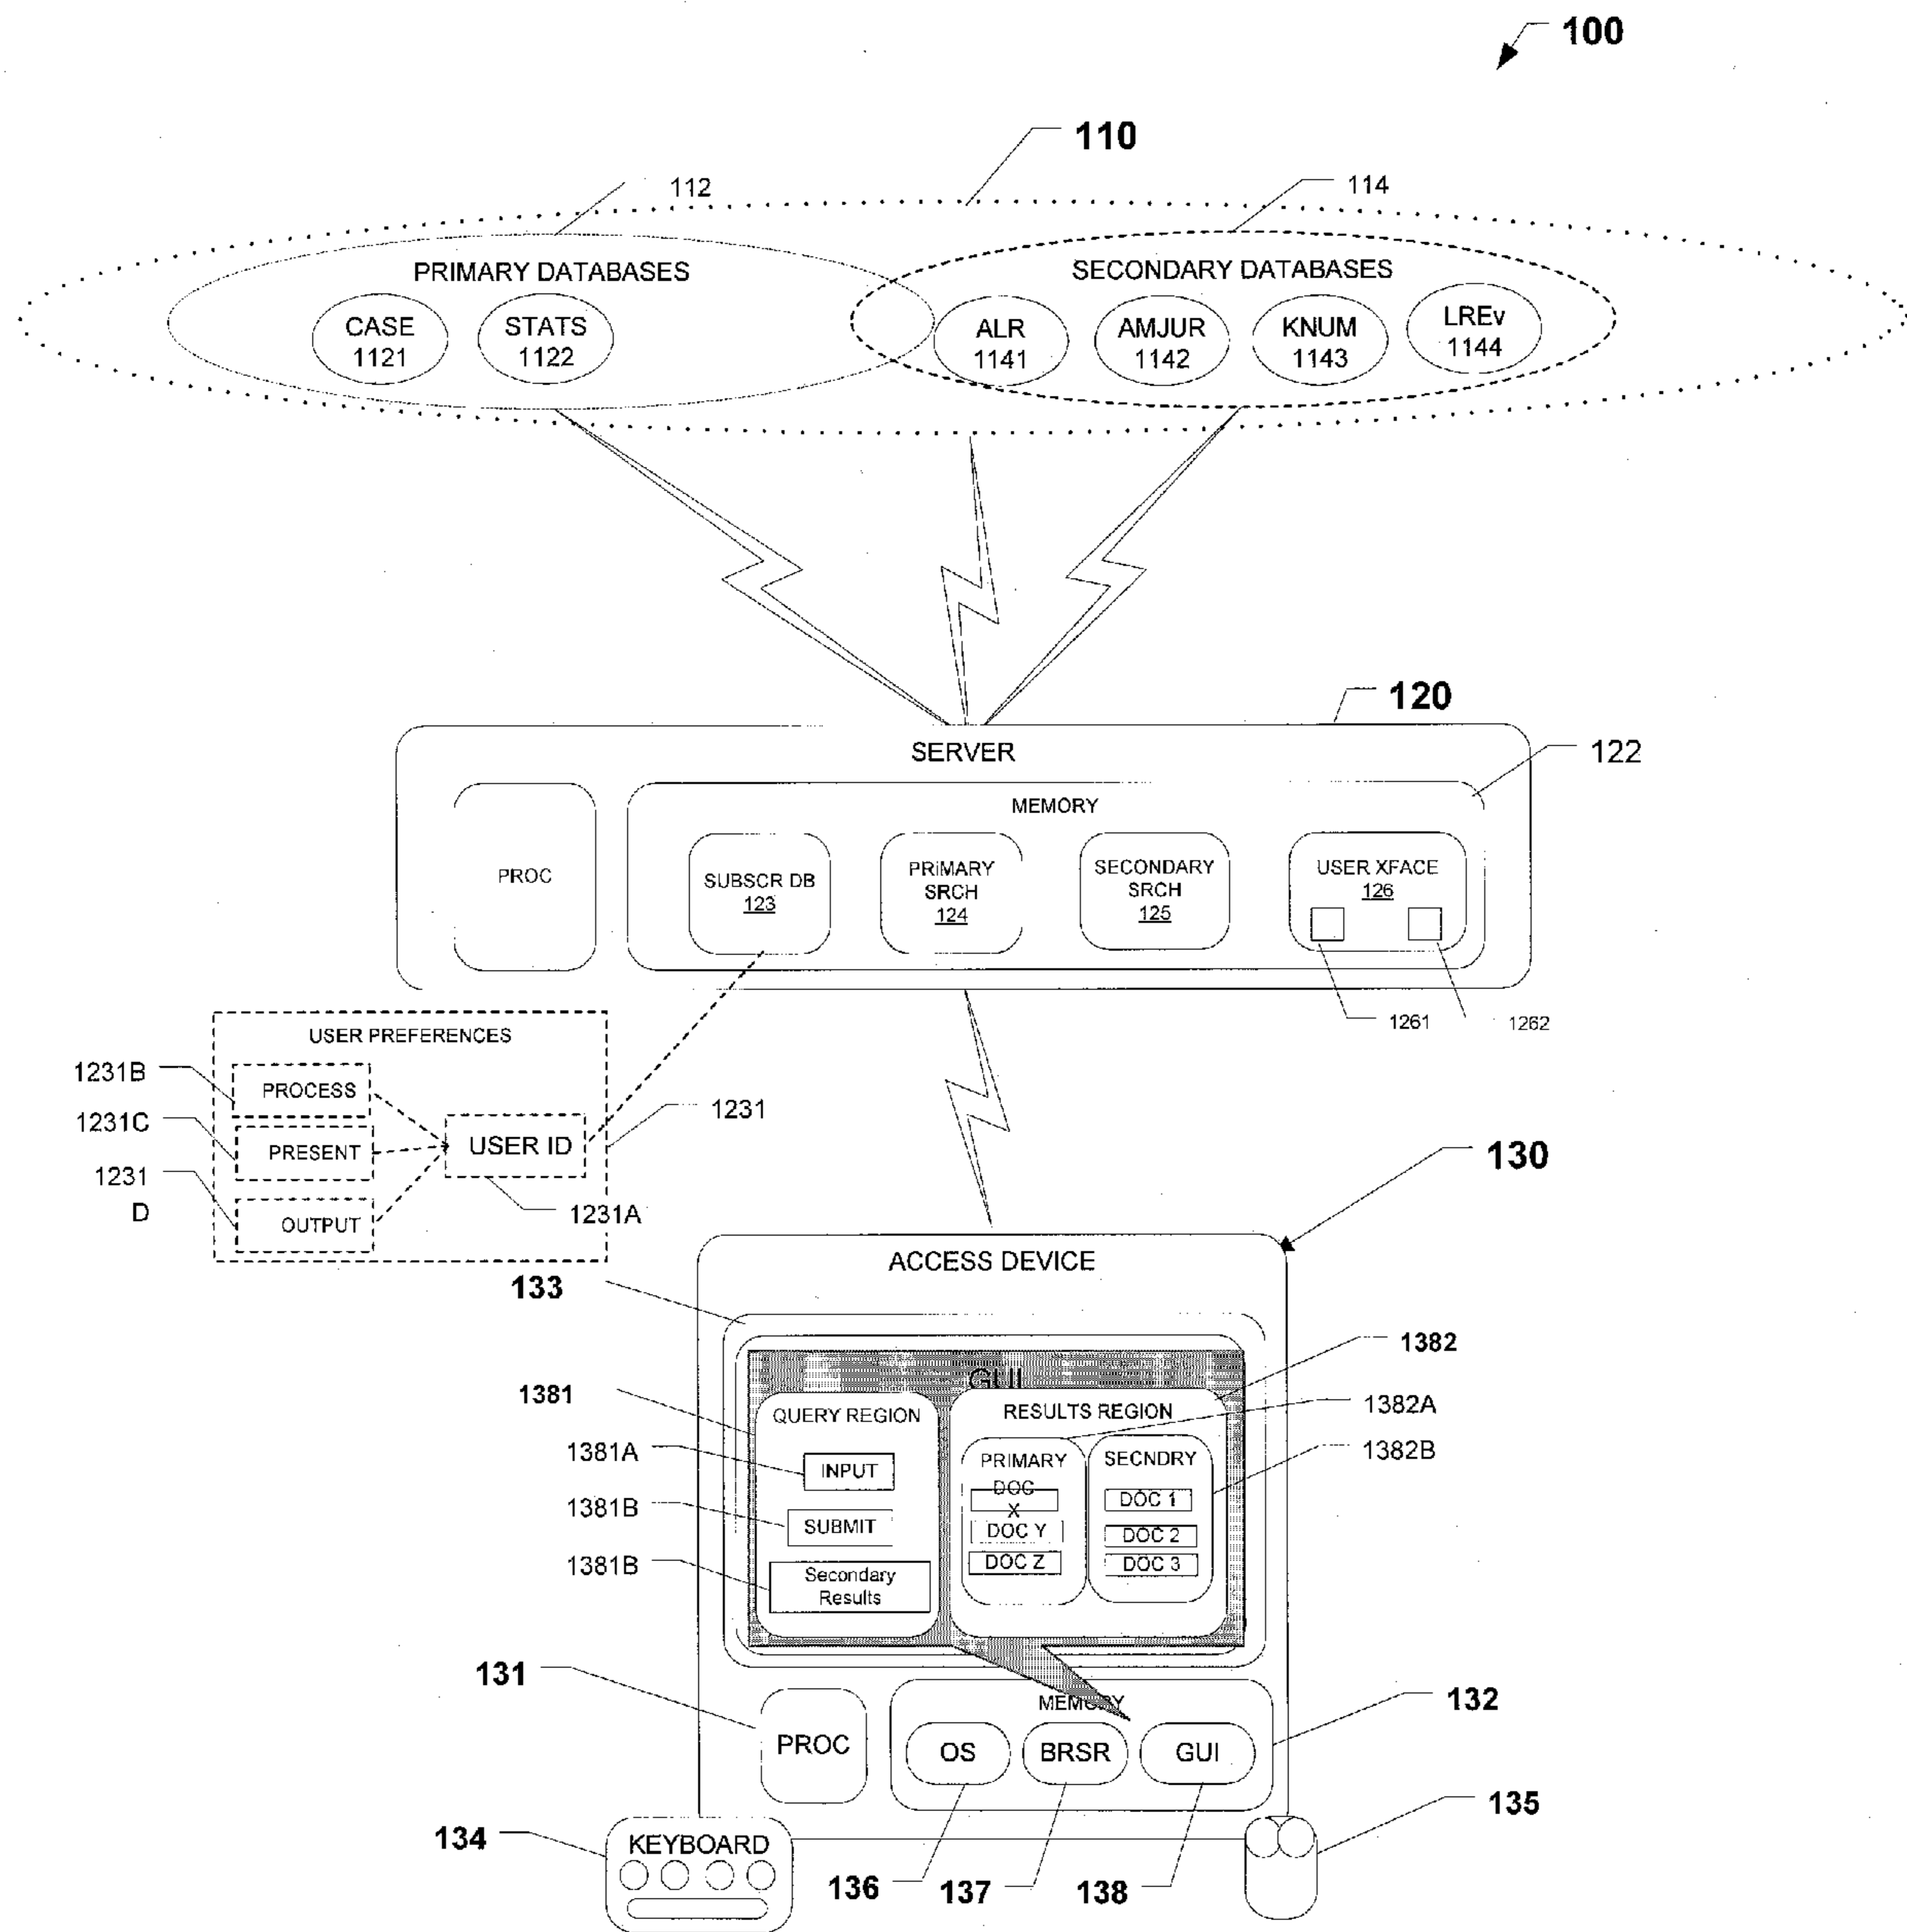 100
110
112
114
PRIMARY DATABASES
SECONDARY DATABASES
CASE
1121
STATS
1122
ALR
1141
AMJUR
1142
KNUM
1143
LREv
1144
120
SERVER
122
MEMORY
PROC
SUBSCR DB
123
PRIMARY
SRCH
124
SECONDARY
SRCH
125
USER XFACE
126
1261
1262
USER PREFERENCES
1231B
PROCESS
1231C
PRESENT
1231
D
OUTPUT
USER ID
1231
1231A
130
ACCESS DEVICE
133
1382
GUI
1381
QUERY REGION
RESULTS REGION
1382A
1381A
INPUT
PRIMARY
SECNDRY
1382B
DOC
X
DOC 1
1381B
SUBMIT
DOC Y
DOC 2
1381B
Secondary
Results
DOC Z
DOC 3
131
MEMORY
132
PROC
OS
BRSR
GUI
135
134
KEYBOARD
136
137
138